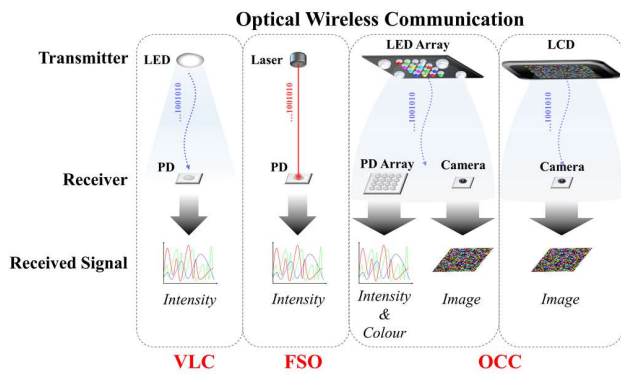 Optical Wireless Communication
Transmitter
LED
Laser
LED Array
LCD
...1001010
...1001010
...1001010
...1001010
Receiver
PD
PD
PD Array
Camera
Camera
Received Signal
Intensity
Intensity
Intensity
&
Colour
Image
Image
VLC
FSO
OCC